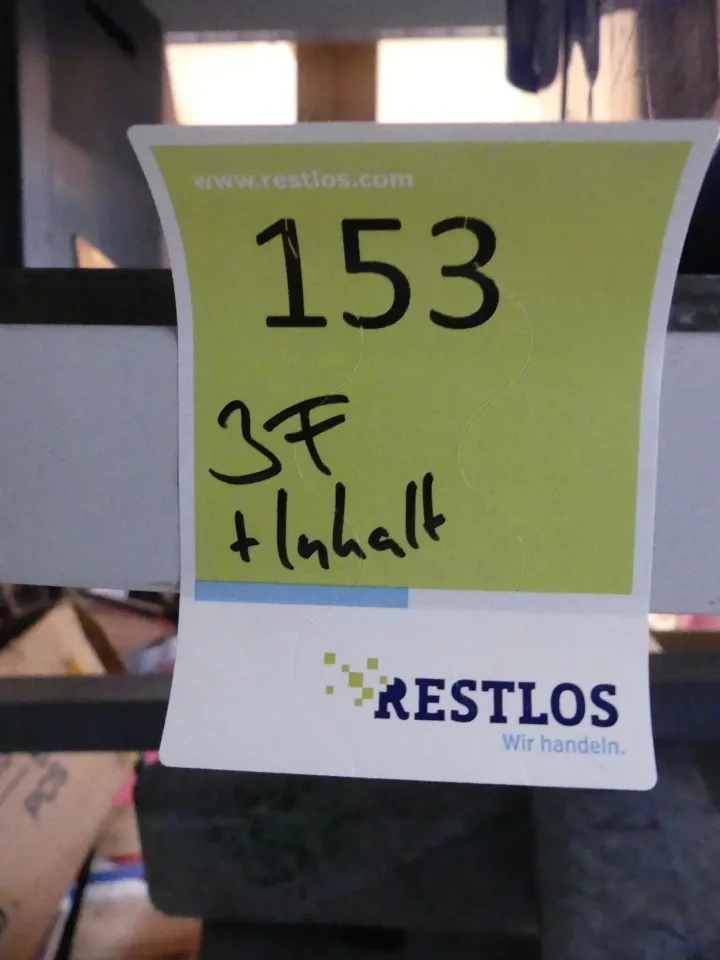 www.restlos.com
153
3F
+ Inhalt
RESTLOS
Wir handeln.